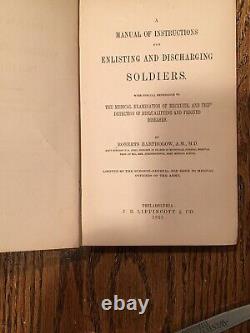 A
MANUAL OF INSTRUCTIONS
FOR
ENLISTING AND DISCHARGING
SOLDIERS.
WITH SPECIAL REFERENCE TO
THE MEDICAL EXAMINATION OF RECRUITS, AND THE
DETECTION OF DISQUALIFYING AND FEIGNED
DISEASES.
BY
ROBERTS BARTHOLOW, A.M., M.D.
ADOPTED BY THE SURGEON-GENERAL FOR ISSUE TO MEDICAL
OFFICERS OF THE ARMY.
PHILADELPHIA
J. B. LIPPINCOTT & CO.